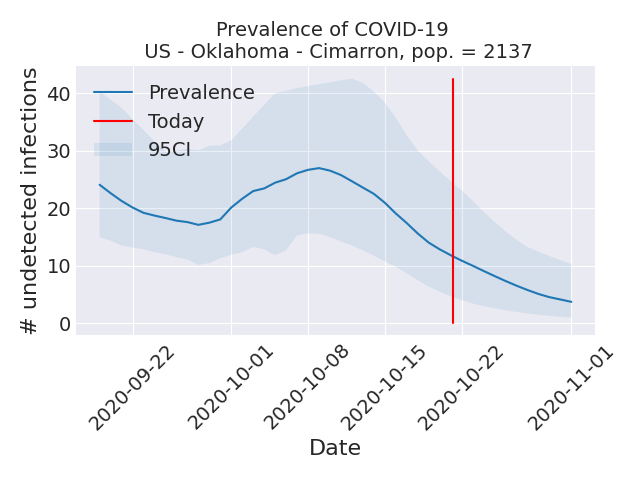 Prevalence of COVID-19
US - Oklahoma - Cimarron, pop. = 2137
# undetected infections
40
30
20
10
0
Prevalence
Today
95CI
2020-09-22
2020-10-01
2020-10-08
2020-10-15
2020-10-22
2020-11-01
Date